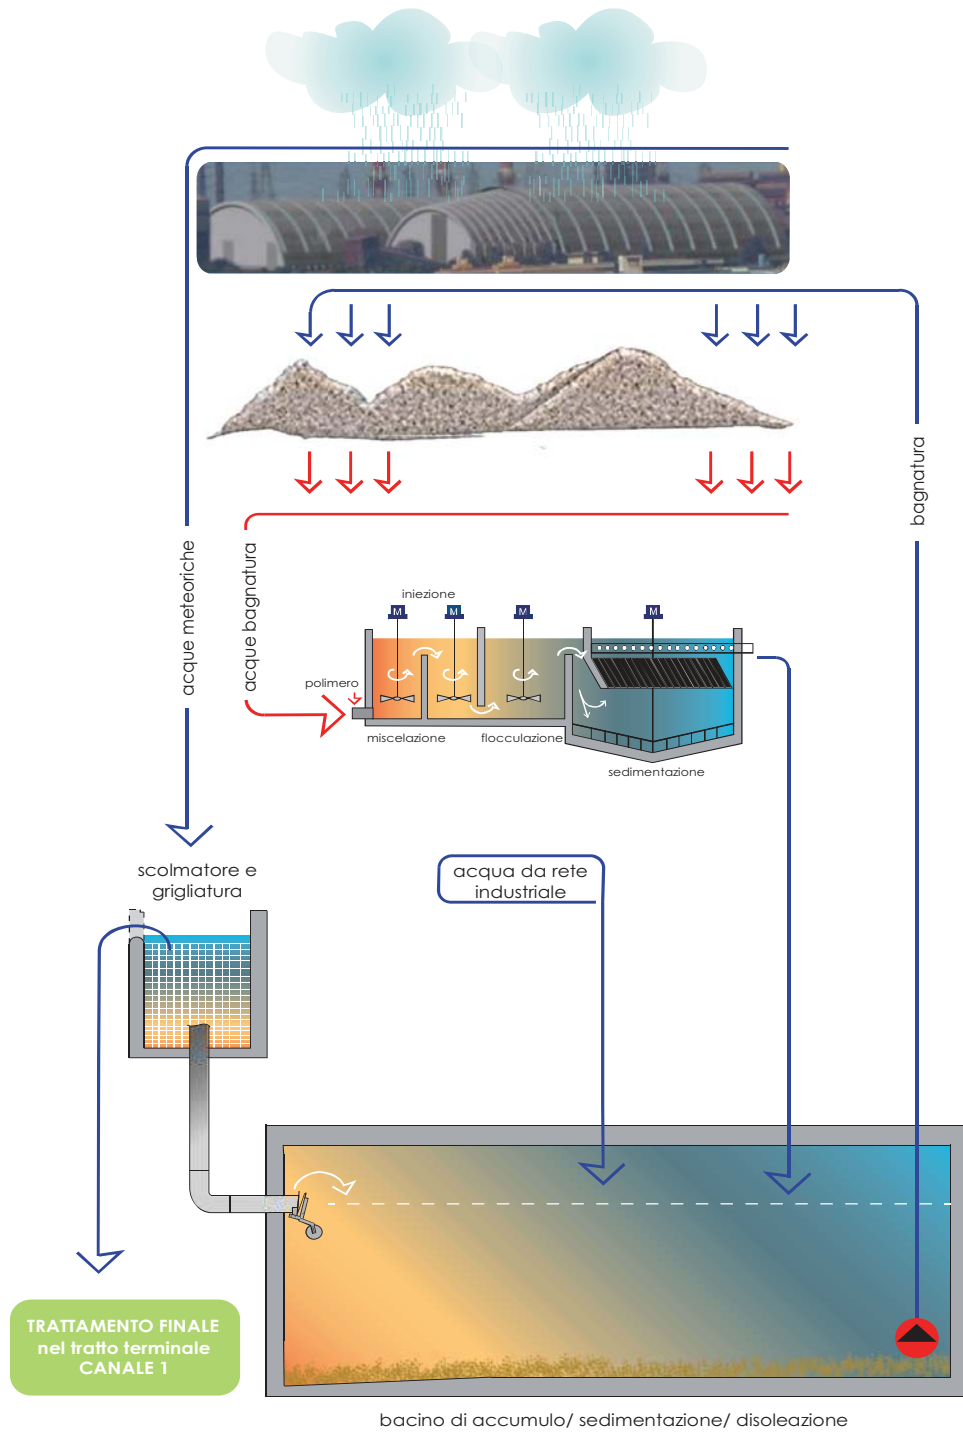 bagnatura
acque meteoriche
acque bagnatura
iniezione
M
M
M
M
polimero
miscelazione
flocculazione
sedimentazione
scolmatore e
grigliatura
acqua da rete
industriale
TRATTAMENTO FINALE
nel tratto terminale
CANALE 1
bacino di accumulo/ sedimentazione/ disoleazione